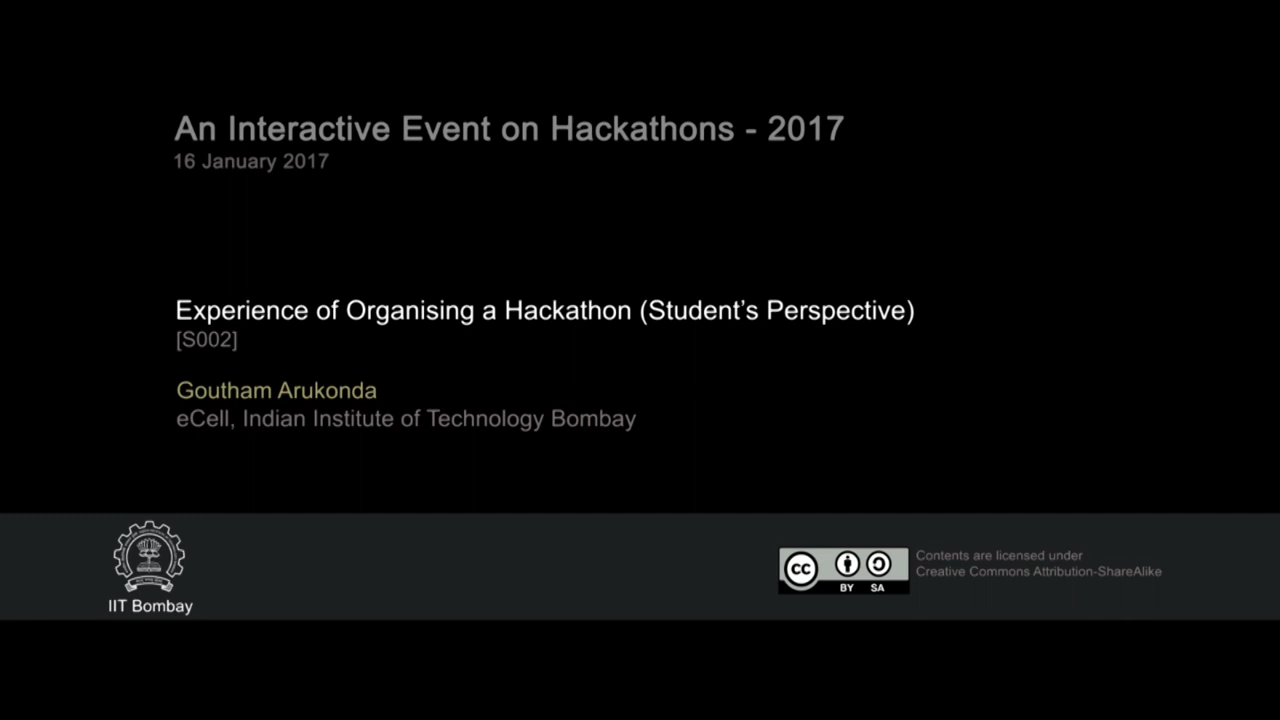 An Interactive Event on Hackathons - 2017
16 January 2017
Experience of Organising a Hackathon (Student’s Perspective)
[S002]
Goutham Arukonda
eCell, Indian Institute of Technology Bombay
IIT Bombay
cc
BY SA
Contents are licensed under
Creative Commons Attribution-ShareAlike